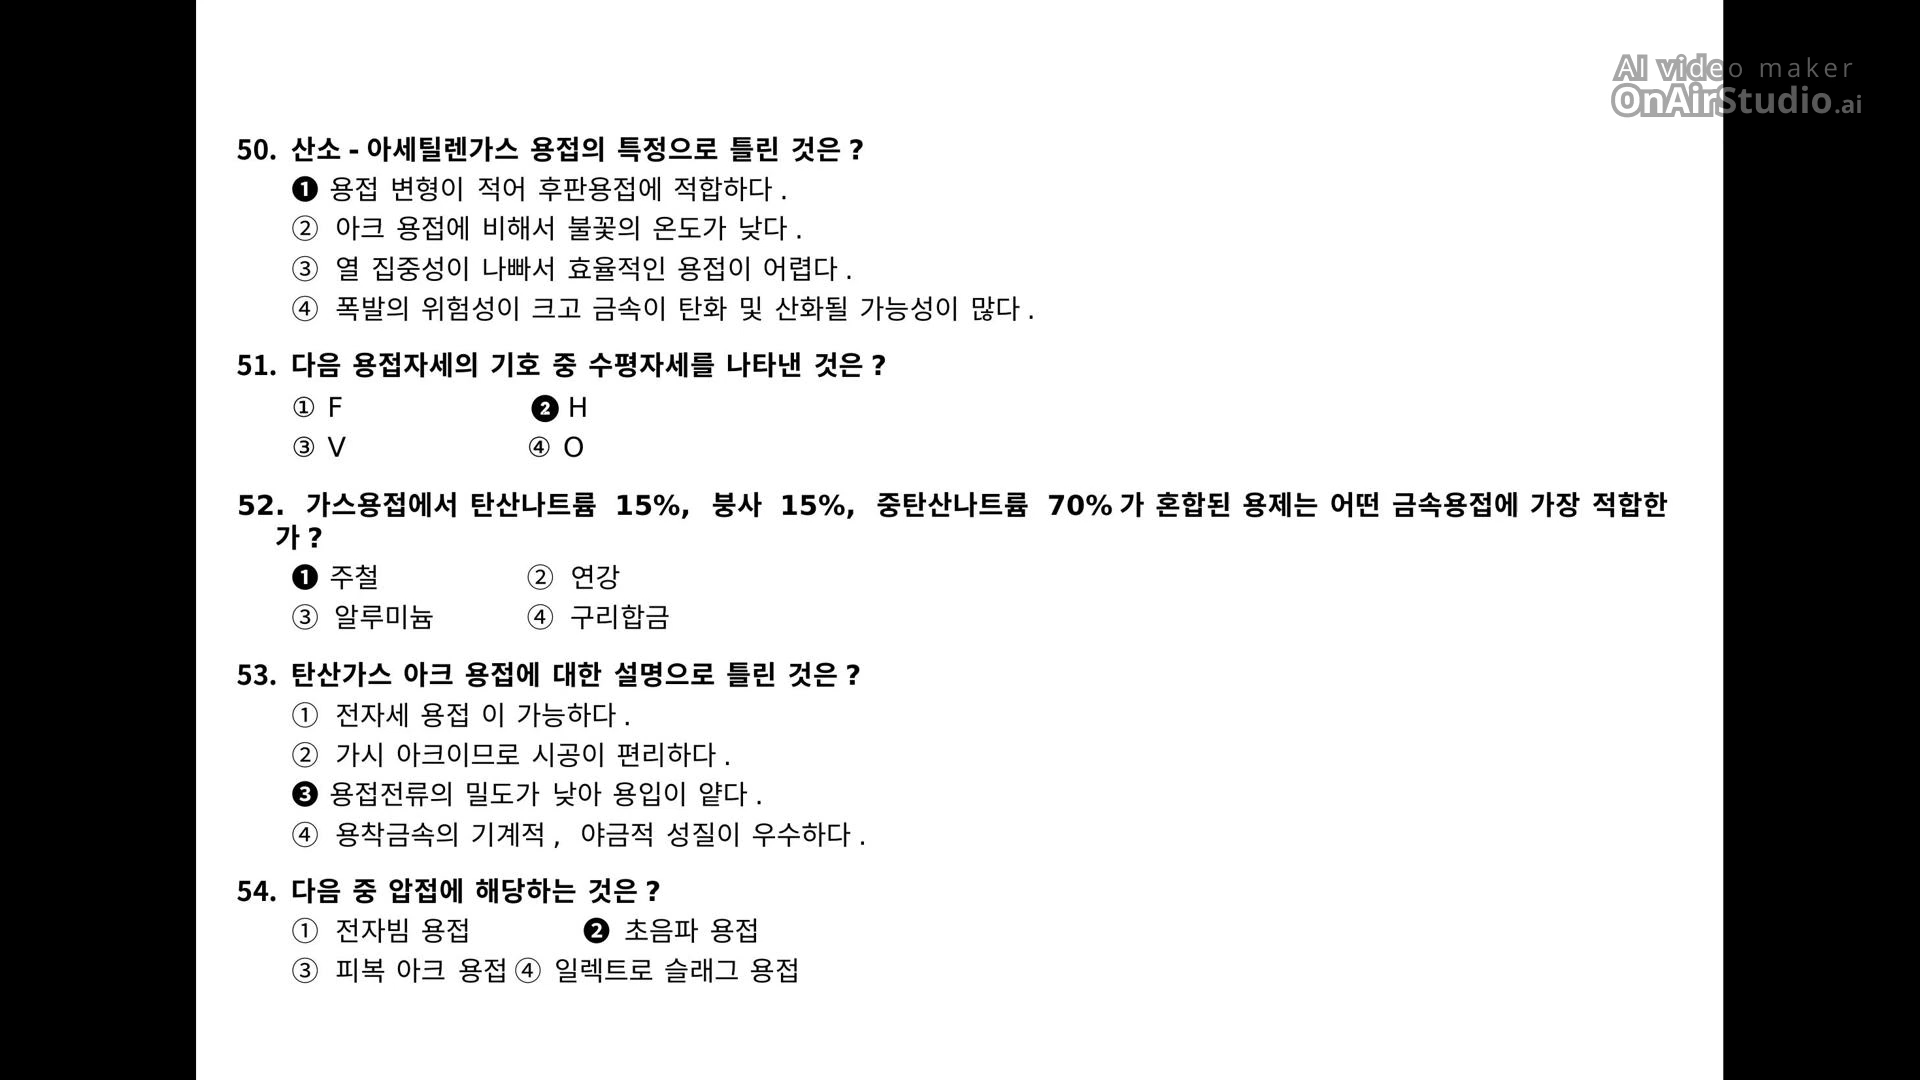 AI video maker
OnAirStudio.ai
50. 산소 - 아세틸렌가스 용접의 특정으로 틀린 것은 ?
❶ 용접 변형이 적어 후판용접에 적합하다 .
② 아크 용접에 비해서 불꽃의 온도가 낮다 .
③ 열 집중성이 나빠서 효율적인 용접이 어렵다 .
④ 폭발의 위험성이 크고 금속이 탄화 및 산화될 가능성이 많다 .
51. 다음 용접자세의 기호 중 수평자세를 나타낸 것은 ?
① F ❷ H
③ V ④ O
52. 가스용접에서 탄산나트륨 15%, 붕사 15%, 중탄산나트륨 70% 가 혼합된 용제는 어떤 금속용접에 가장 적합한
가 ?
❶ 주철 ② 연강
③ 알루미늄 ④ 구리합금
53. 탄산가스 아크 용접에 대한 설명으로 틀린 것은 ?
① 전자세 용접 이 가능하다 .
② 가시 아크이므로 시공이 편리하다 .
❸ 용접전류의 밀도가 낮아 용입이 얕다 .
④ 용착금속의 기계적 , 야금적 성질이 우수하다 .
54. 다음 중 압접에 해당하는 것은 ?
① 전자빔 용접 ❷ 초음파 용접
③ 피복 아크 용접 ④ 일렉트로 슬래그 용접